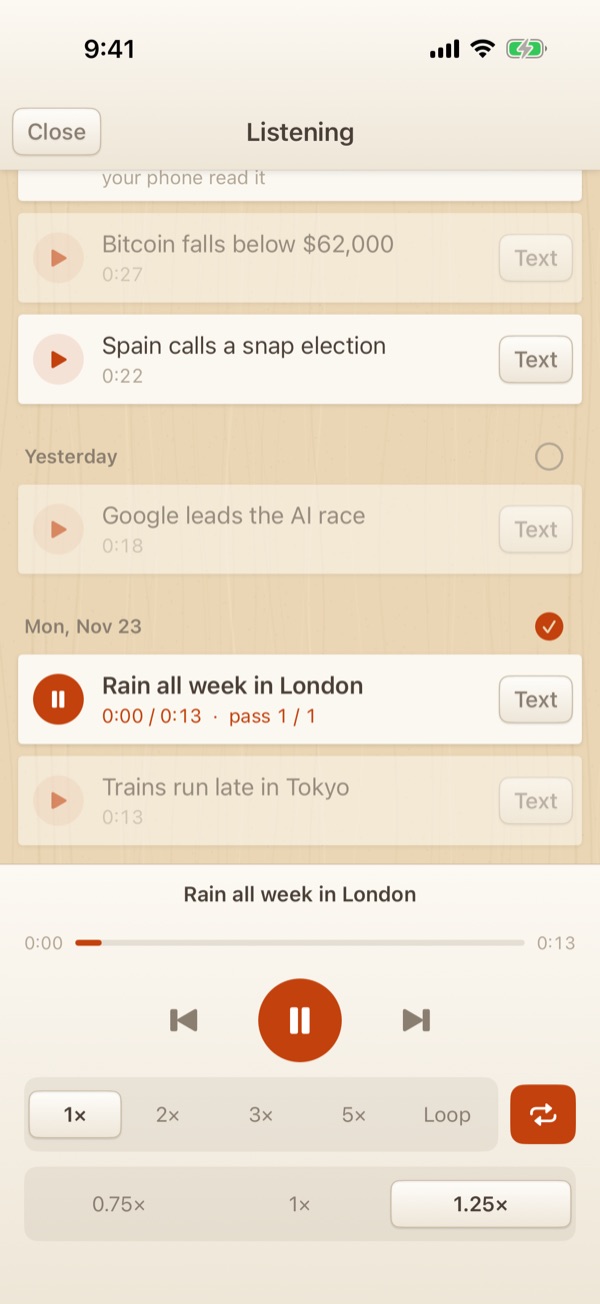 9:41
Close
Listening
your phone read it
Bitcoin falls below $62,000
0:27
Text
Spain calls a snap election
0:22
Text
Yesterday
Google leads the AI race
0:18
Text
Mon, Nov 23
Rain all week in London
0:00 / 0:13 · pass 1 / 1
Text
Trains run late in Tokyo
0:13
Text
Rain all week in London
0:00
0:13
1×
2×
3×
5×
Loop
0.75×
1×
1.25×